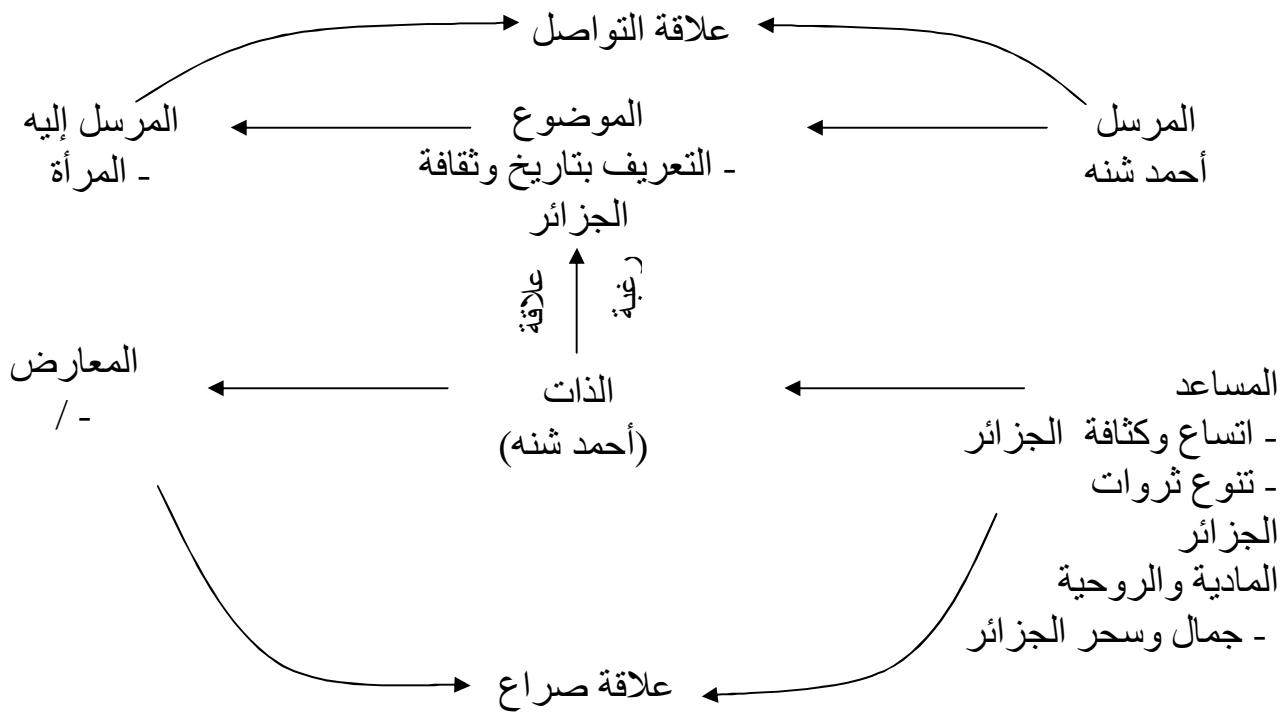 علاقة التواصل
المرسل
أحمد شنه
الموضوع
- التعريف بتاريخ وثقافة
الجزائر
المرسل إليه
- المرأة
علاقة
رغبة
المساعد
- اتساع وكثافة الجزائر
- تنوع ثروات
الجزائر
المادية والروحية
- جمال وسحر الجزائر
الذات
(أحمد شنه)
المعارض
- /
علاقة صراع